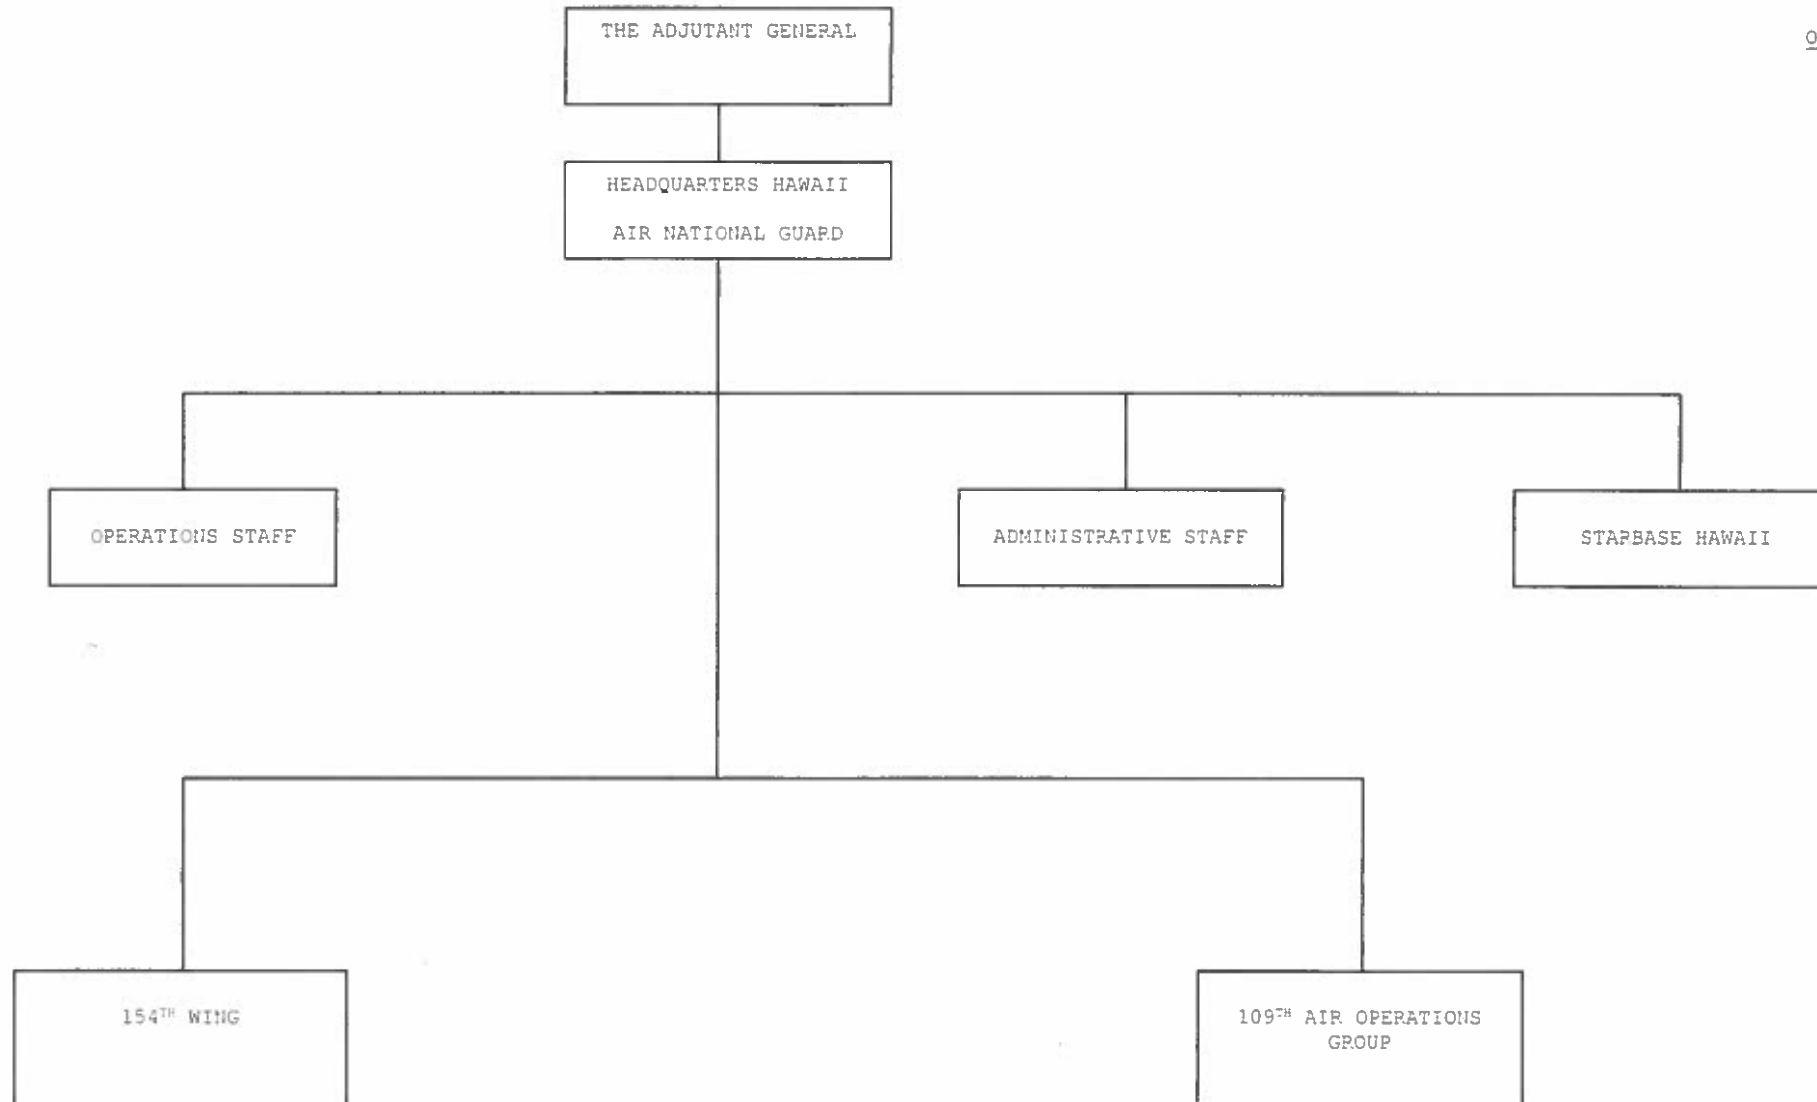 THE ADJUTANT GENERAL
HEADQUARTERS HAWAII
AIR NATIONAL GUARD
OPERATIONS STAFF
ADMINISTRATIVE STAFF
STARBASE HAWAII
154TH WING
109TH AIR OPERATIONS
GROUP